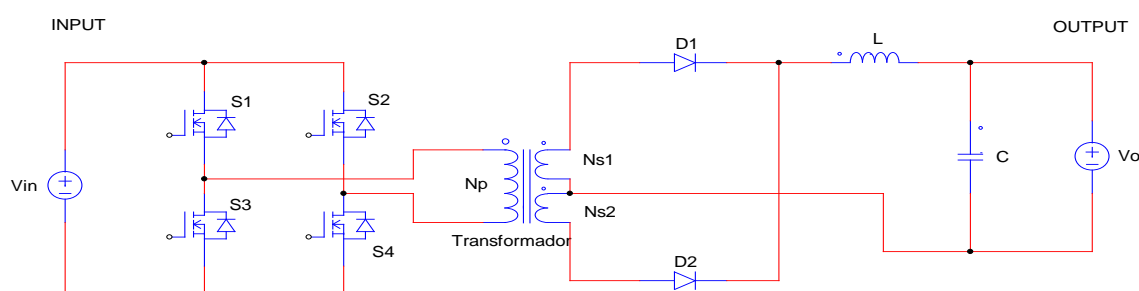 INPUT
OUTPUT
D1
L
S1
S2
Ns1
Vin
Np
C
Vo
S3
Ns2
S4
Transformador
D2